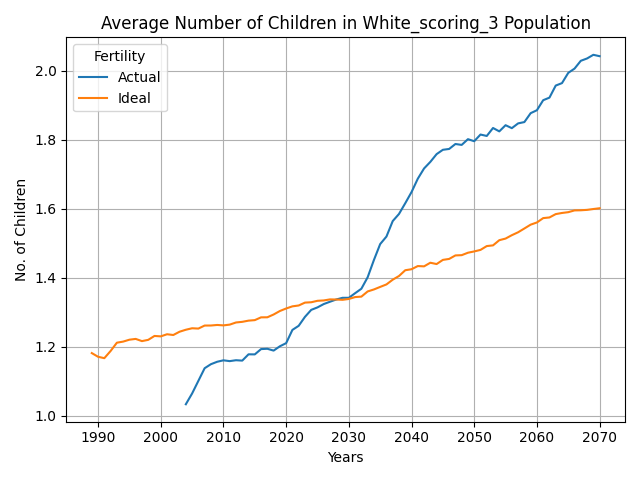 Average Number of Children in White_scoring_3 Population
Fertility
Actual
Ideal
No. of Children
2.0
1.8
1.6
1.4
1.2
1.0
1990 2000 2010 2020 2030 2040 2050 2060 2070
Years